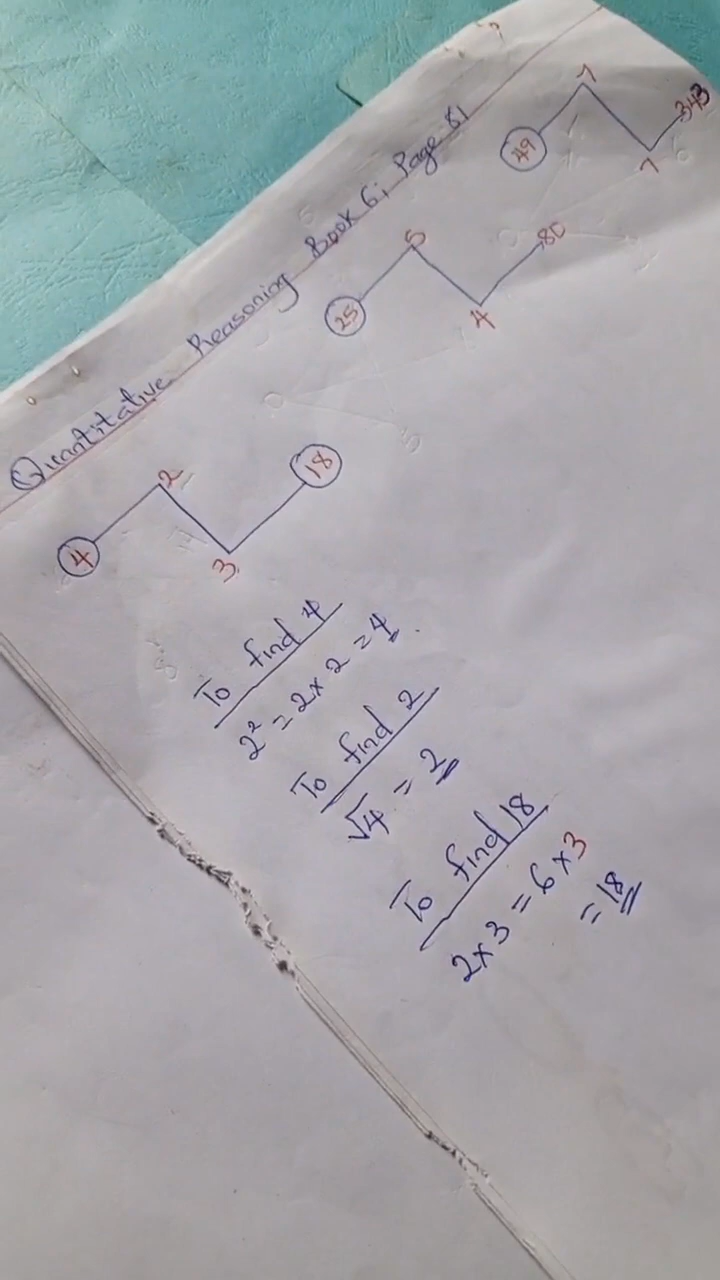 Quantitative Reasoning Book 6; Page 81
4 2 3 18
25 5 4 80
49 7 7 343
To find 4
2² = 2 x 2 = 4
To find 2
√4 = 2
To find 18
2 x 3 = 6 x 3
= 18